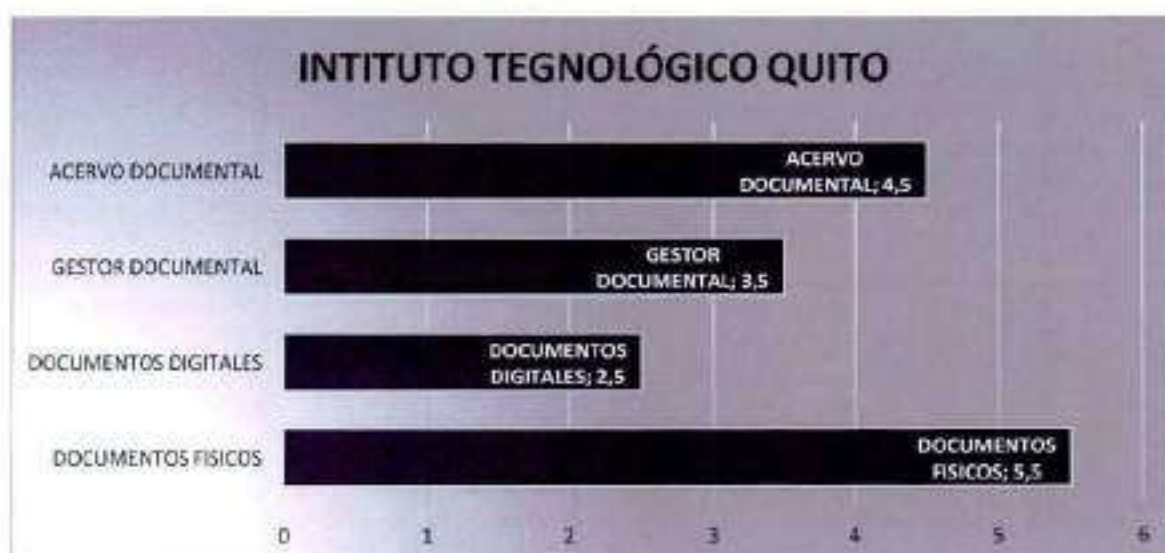 INTITUTO TEGNOLÓGICO QUITO
ACERVO DOCUMENTAL
ACERVO
DOCUMENTAL; 4,5
GESTOR DOCUMENTAL
GESTOR
DOCUMENTAL; 3,5
DOCUMENTOS DIGITALES
DOCUMENTOS
DIGITALES; 2,5
DOCUMENTOS FISICOS
DOCUMENTOS
FISICOS; 5,5
0 1 2 3 4 5 6